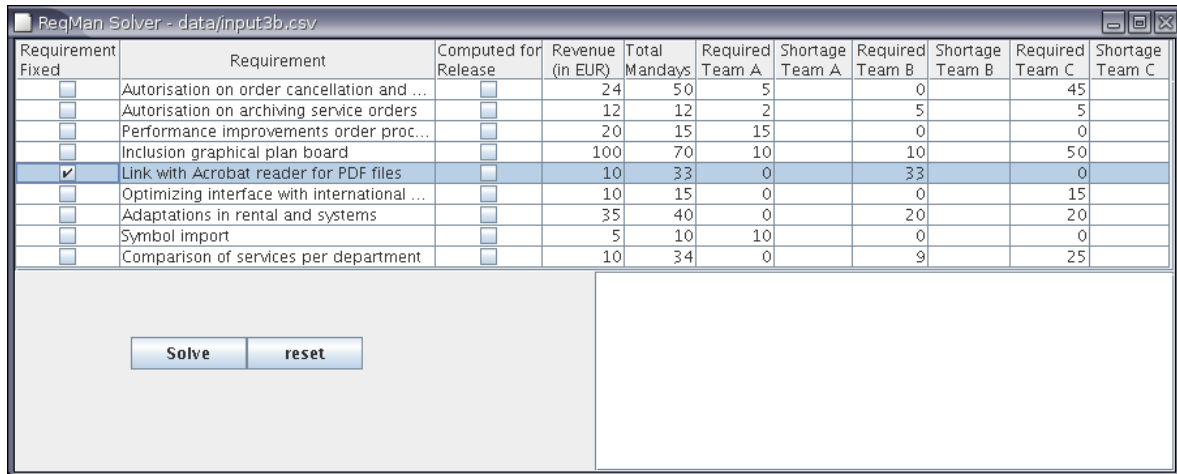 ReqMan Solver - data/input3b.csv
Requirement Fixed Requirement Computed for Release Revenue (in EUR) Total Mandays Required Team A Shortage Team A Required Team B Shortage Team B Required Team C Shortage Team C
Autorisation on order cancellation and ... 24 50 5 0 45
Autorisation on archiving service orders 12 12 2 5 5
Performance improvements order proc... 20 15 15 0 0
Inclusion graphical plan board 100 70 10 10 50
Link with Acrobat reader for PDF files 10 33 0 33 0
Optimizing interface with international ... 10 15 0 0 15
Adaptations in rental and systems 35 40 0 20 20
Symbol import 5 10 10 0 0
Comparison of services per department 10 34 0 9 25
Solve reset